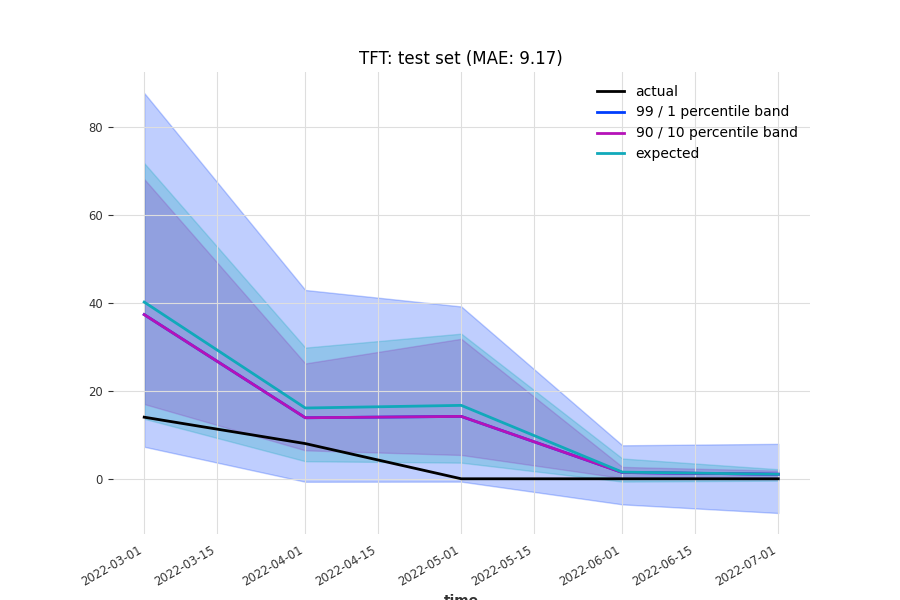 TFT: test set (MAE: 9.17)
actual
99 / 1 percentile band
90 / 10 percentile band
expected
80
60
40
20
0
2022-03-01
2022-03-15
2022-04-01
2022-04-15
2022-05-01
2022-05-15
2022-06-01
2022-06-15
2022-07-01
time